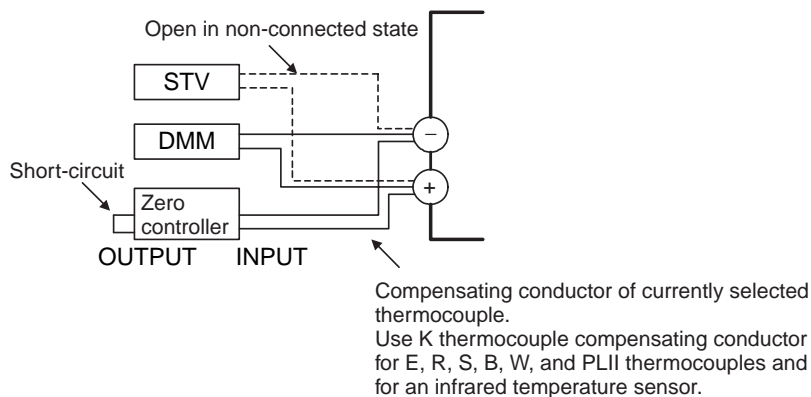 Open in non-connected state
STV
DMM
−
+
Short-circuit
Zero
controller
OUTPUT INPUT
Compensating conductor of currently selected
thermocouple.
Use K thermocouple compensating conductor
for E, R, S, B, W, and PLII thermocouples and
for an infrared temperature sensor.